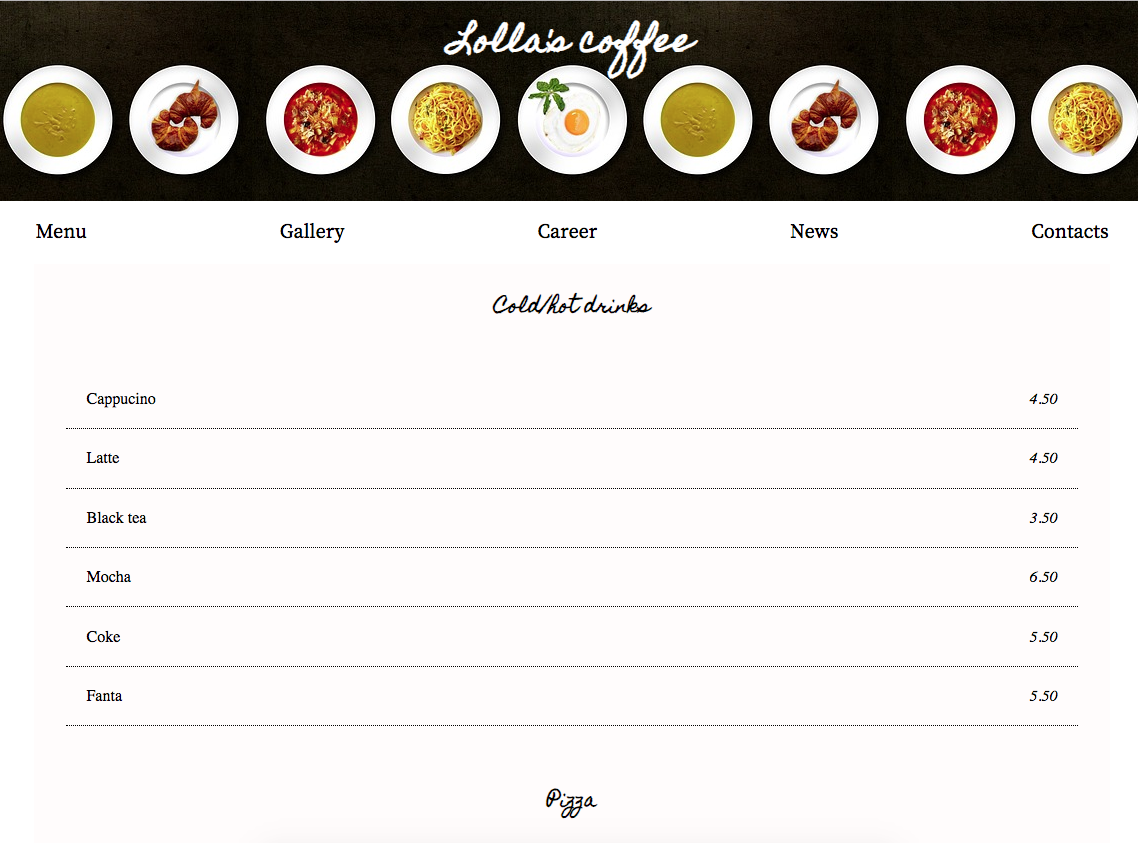 Lolla's coffee
Menu Gallery Career News Contacts
Cold/hot drinks
Cappucino 4.50
Latte 4.50
Black tea 3.50
Mocha 6.50
Coke 5.50
Fanta 5.50
Pizza